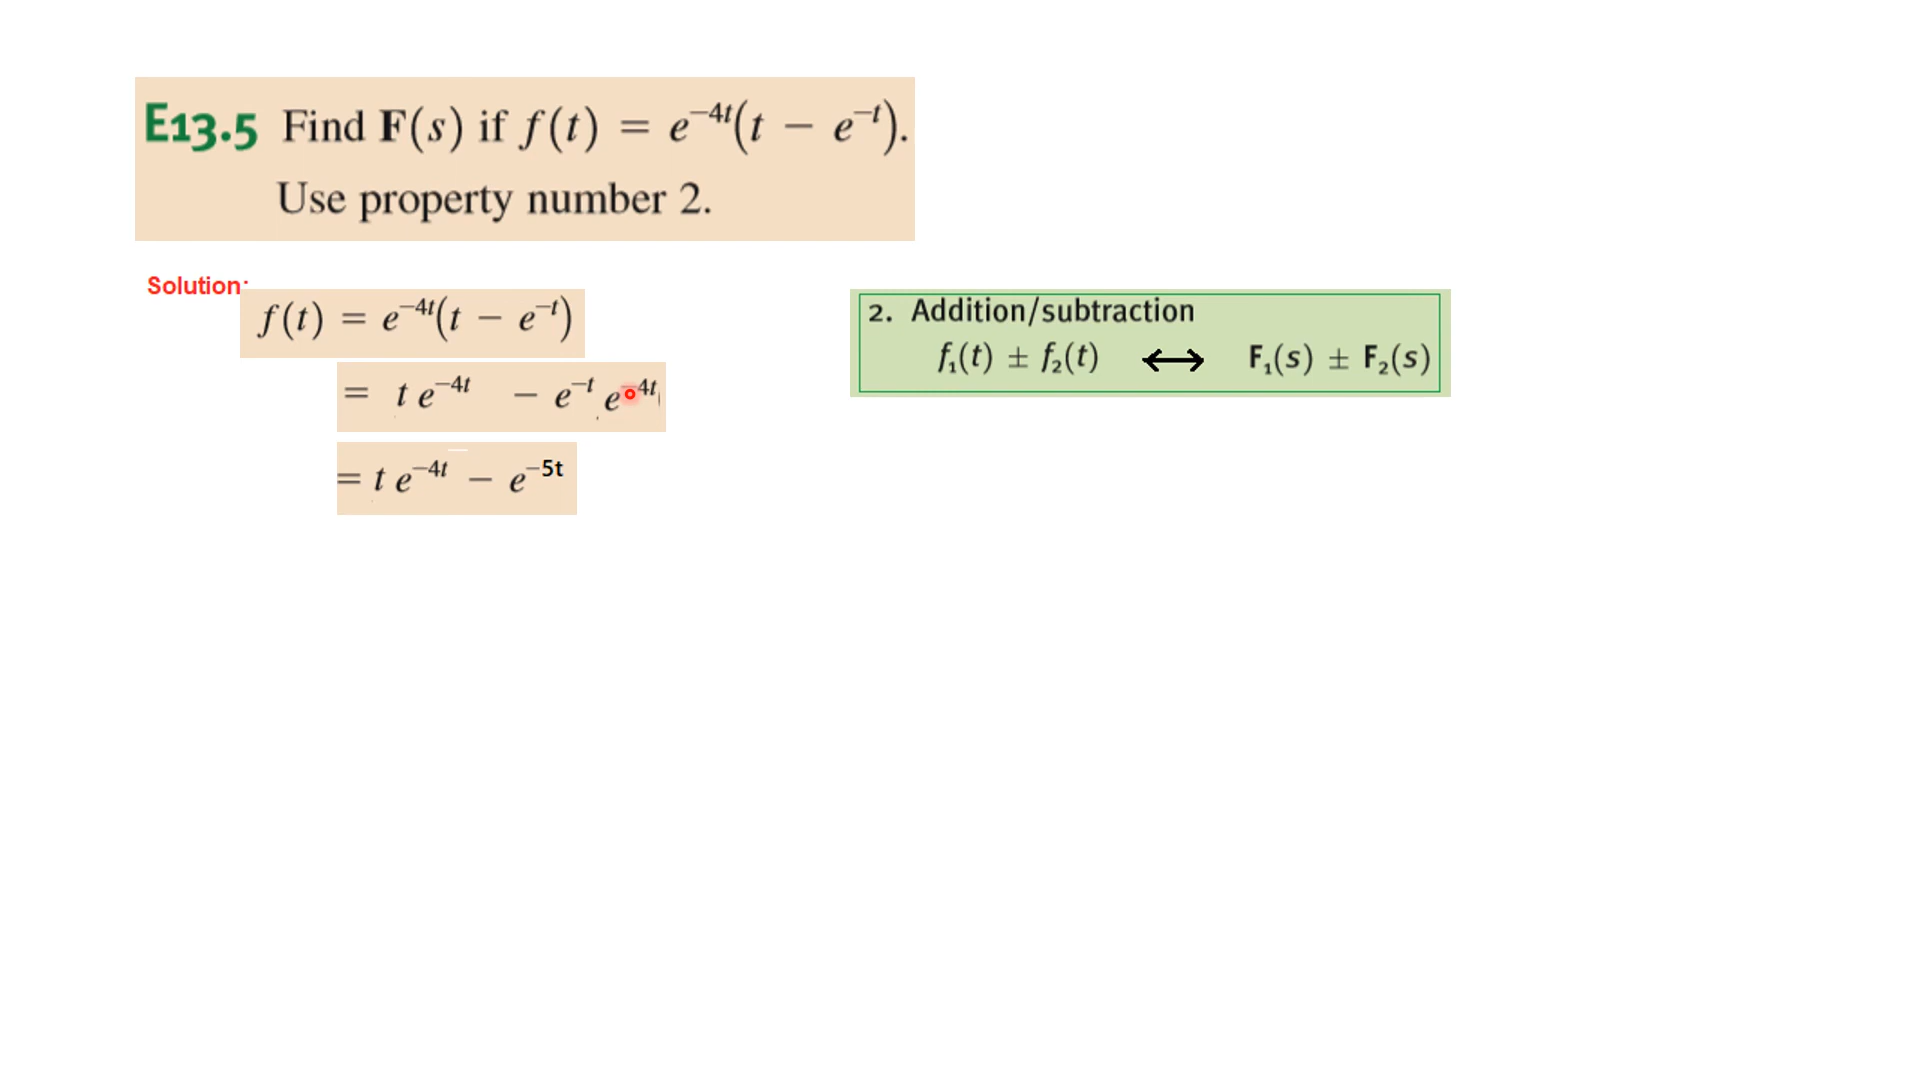 E13.5 Find F(s) if f(t) = e⁻⁴ᵗ(t − e⁻ᵗ).
Use property number 2.
Solution:
f(t) = e⁻⁴ᵗ(t − e⁻ᵗ)
= t e⁻⁴ᵗ − e⁻ᵗ e⁻⁴ᵗ
= t e⁻⁴ᵗ − e⁻⁵ᵗ
2. Addition/subtraction
f₁(t) ± f₂(t) ⟷ F₁(s) ± F₂(s)